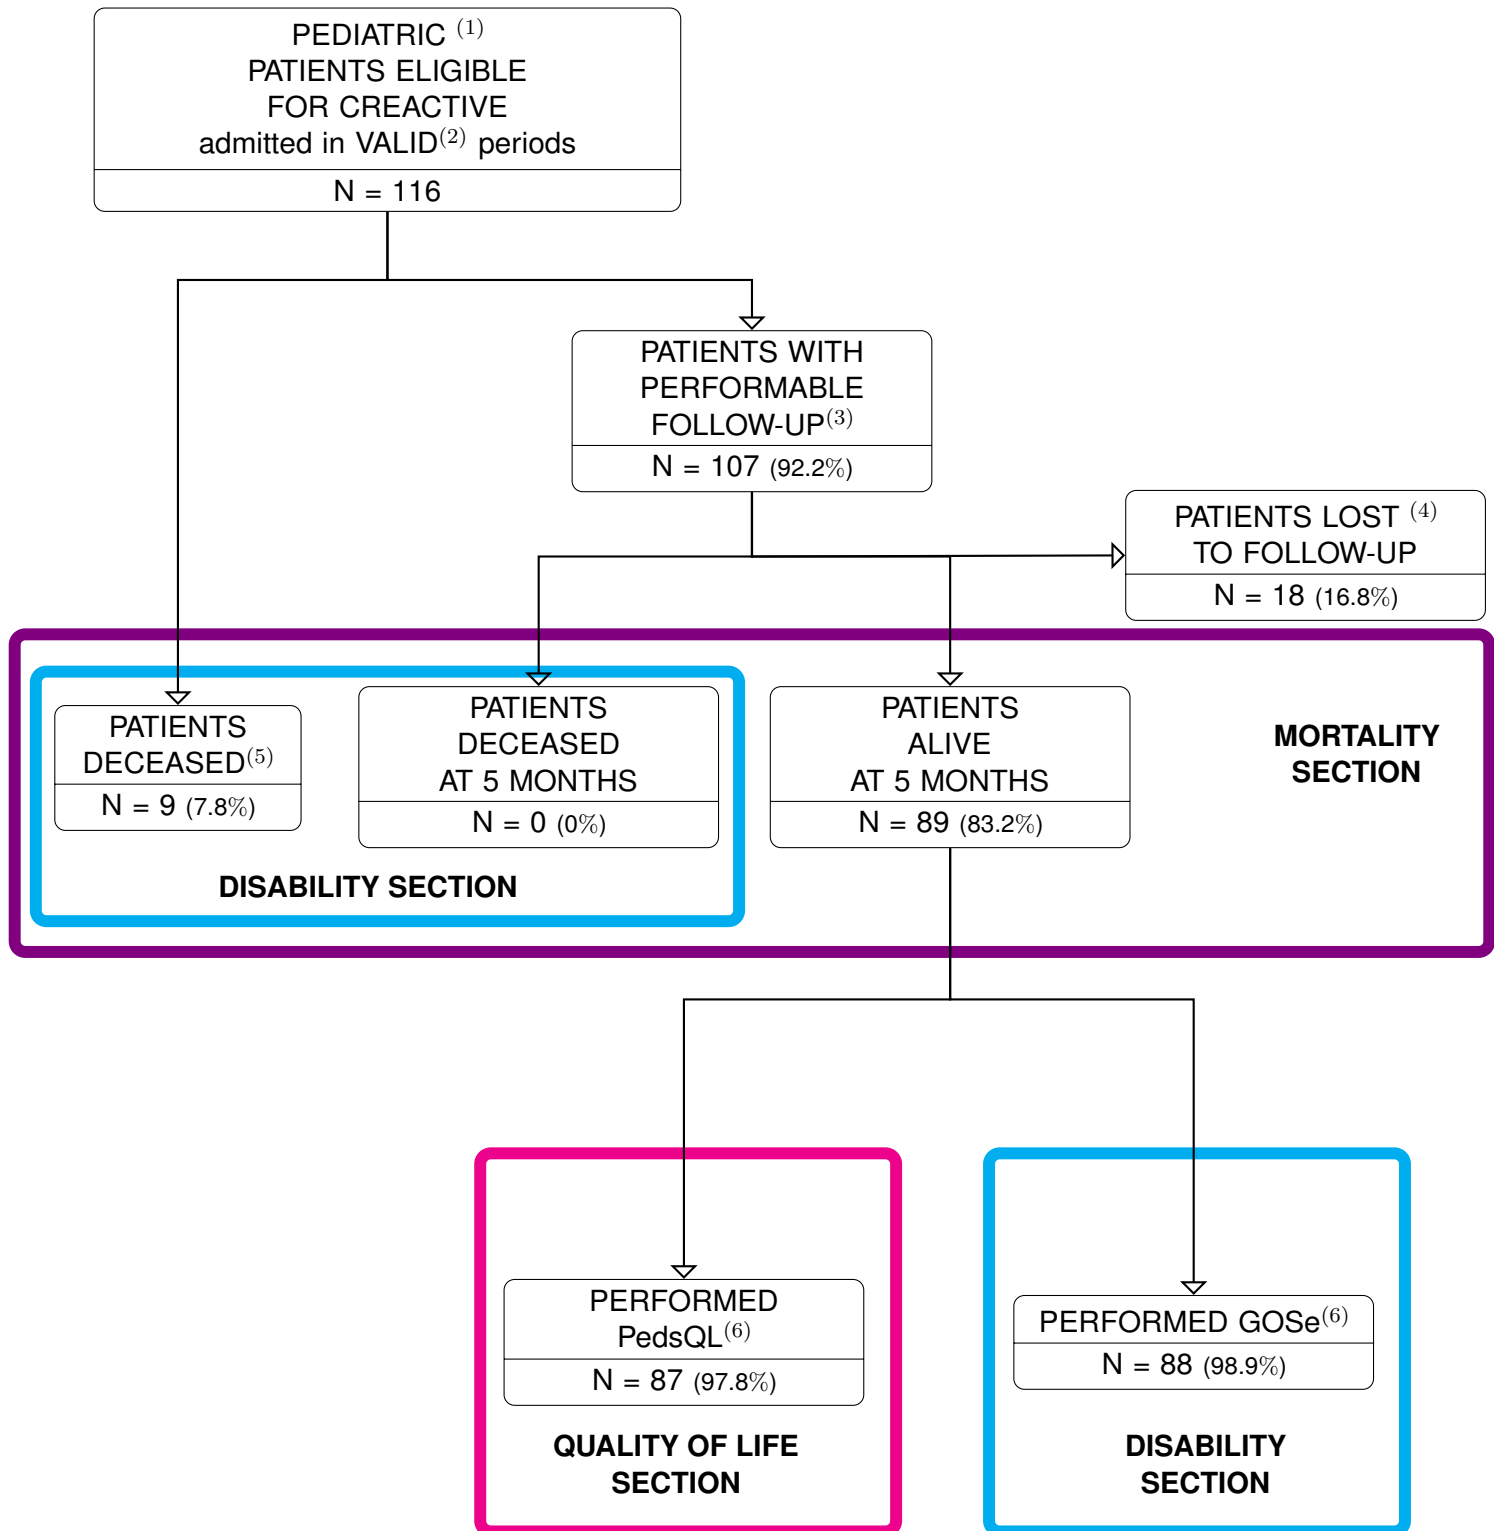 PEDIATRIC (1)
PATIENTS ELIGIBLE
FOR CREACTIVE
admitted in VALID(2) periods
N = 116
PATIENTS WITH
PERFORMABLE
FOLLOW-UP(3)
N = 107 (92.2%)
PATIENTS LOST (4)
TO FOLLOW-UP
N = 18 (16.8%)
PATIENTS
DECEASED(5)
N = 9 (7.8%)
PATIENTS
DECEASED
AT 5 MONTHS
N = 0 (0%)
DISABILITY SECTION
PATIENTS
ALIVE
AT 5 MONTHS
N = 89 (83.2%)
MORTALITY
SECTION
PERFORMED
PedsQL(6)
N = 87 (97.8%)
QUALITY OF LIFE
SECTION
PERFORMED GOSe(6)
N = 88 (98.9%)
DISABILITY
SECTION